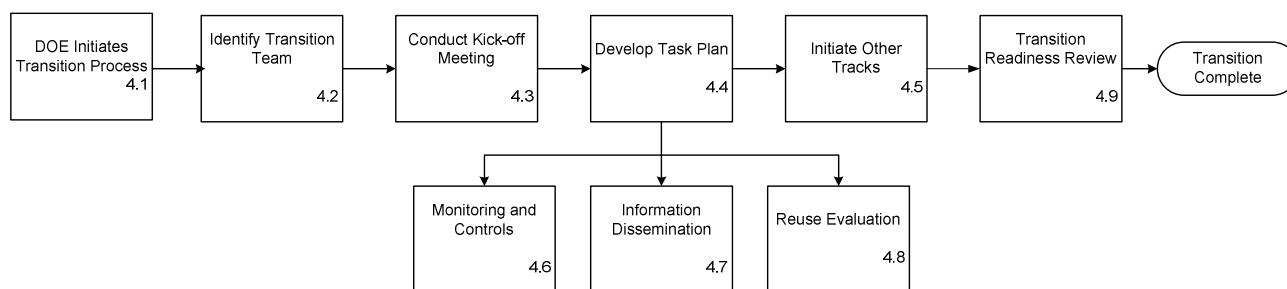 DOE Initiates
Transition Process
4.1
Identify Transition
Team
4.2
Conduct Kick-off
Meeting
4.3
Develop Task Plan
4.4
Initiate Other
Tracks
4.5
Transition
Readiness Review
4.9
Transition
Complete
Monitoring and
Controls
4.6
Information
Dissemination
4.7
Reuse Evaluation
4.8